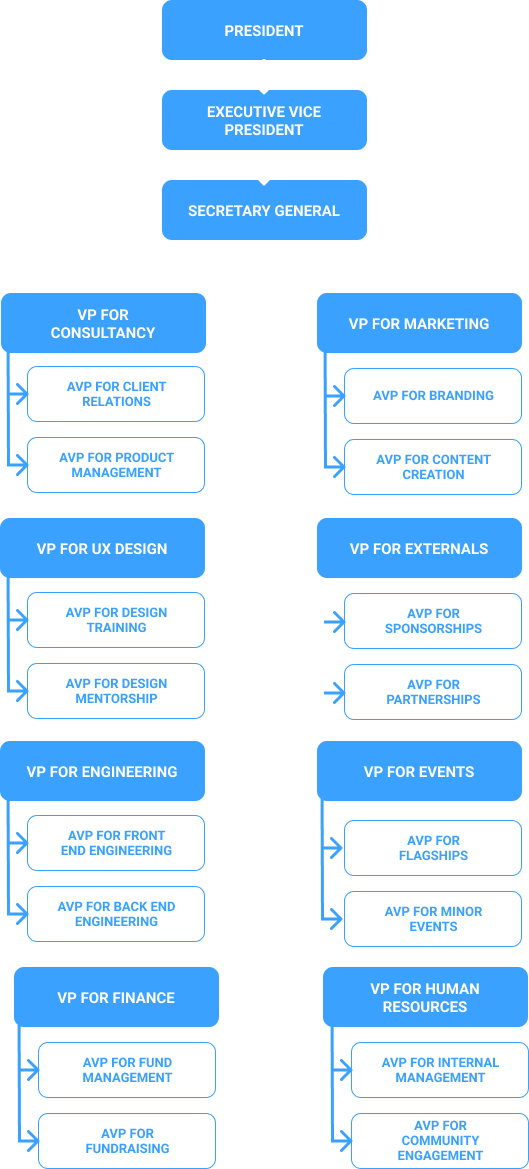 PRESIDENT
EXECUTIVE VICE
PRESIDENT
SECRETARY GENERAL
VP FOR
CONSULTANCY
AVP FOR CLIENT
RELATIONS
AVP FOR PRODUCT
MANAGEMENT
VP FOR MARKETING
AVP FOR BRANDING
AVP FOR CONTENT
CREATION
VP FOR UX DESIGN
AVP FOR DESIGN
TRAINING
AVP FOR DESIGN
MENTORSHIP
VP FOR EXTERNALS
AVP FOR
SPONSORSHIPS
AVP FOR
PARTNERSHIPS
VP FOR ENGINEERING
AVP FOR FRONT
END ENGINEERING
AVP FOR BACK END
ENGINEERING
VP FOR EVENTS
AVP FOR
FLAGSHIPS
AVP FOR MINOR
EVENTS
VP FOR FINANCE
AVP FOR FUND
MANAGEMENT
AVP FOR
FUNDRAISING
VP FOR HUMAN
RESOURCES
AVP FOR INTERNAL
MANAGEMENT
AVP FOR
COMMUNITY
ENGAGEMENT